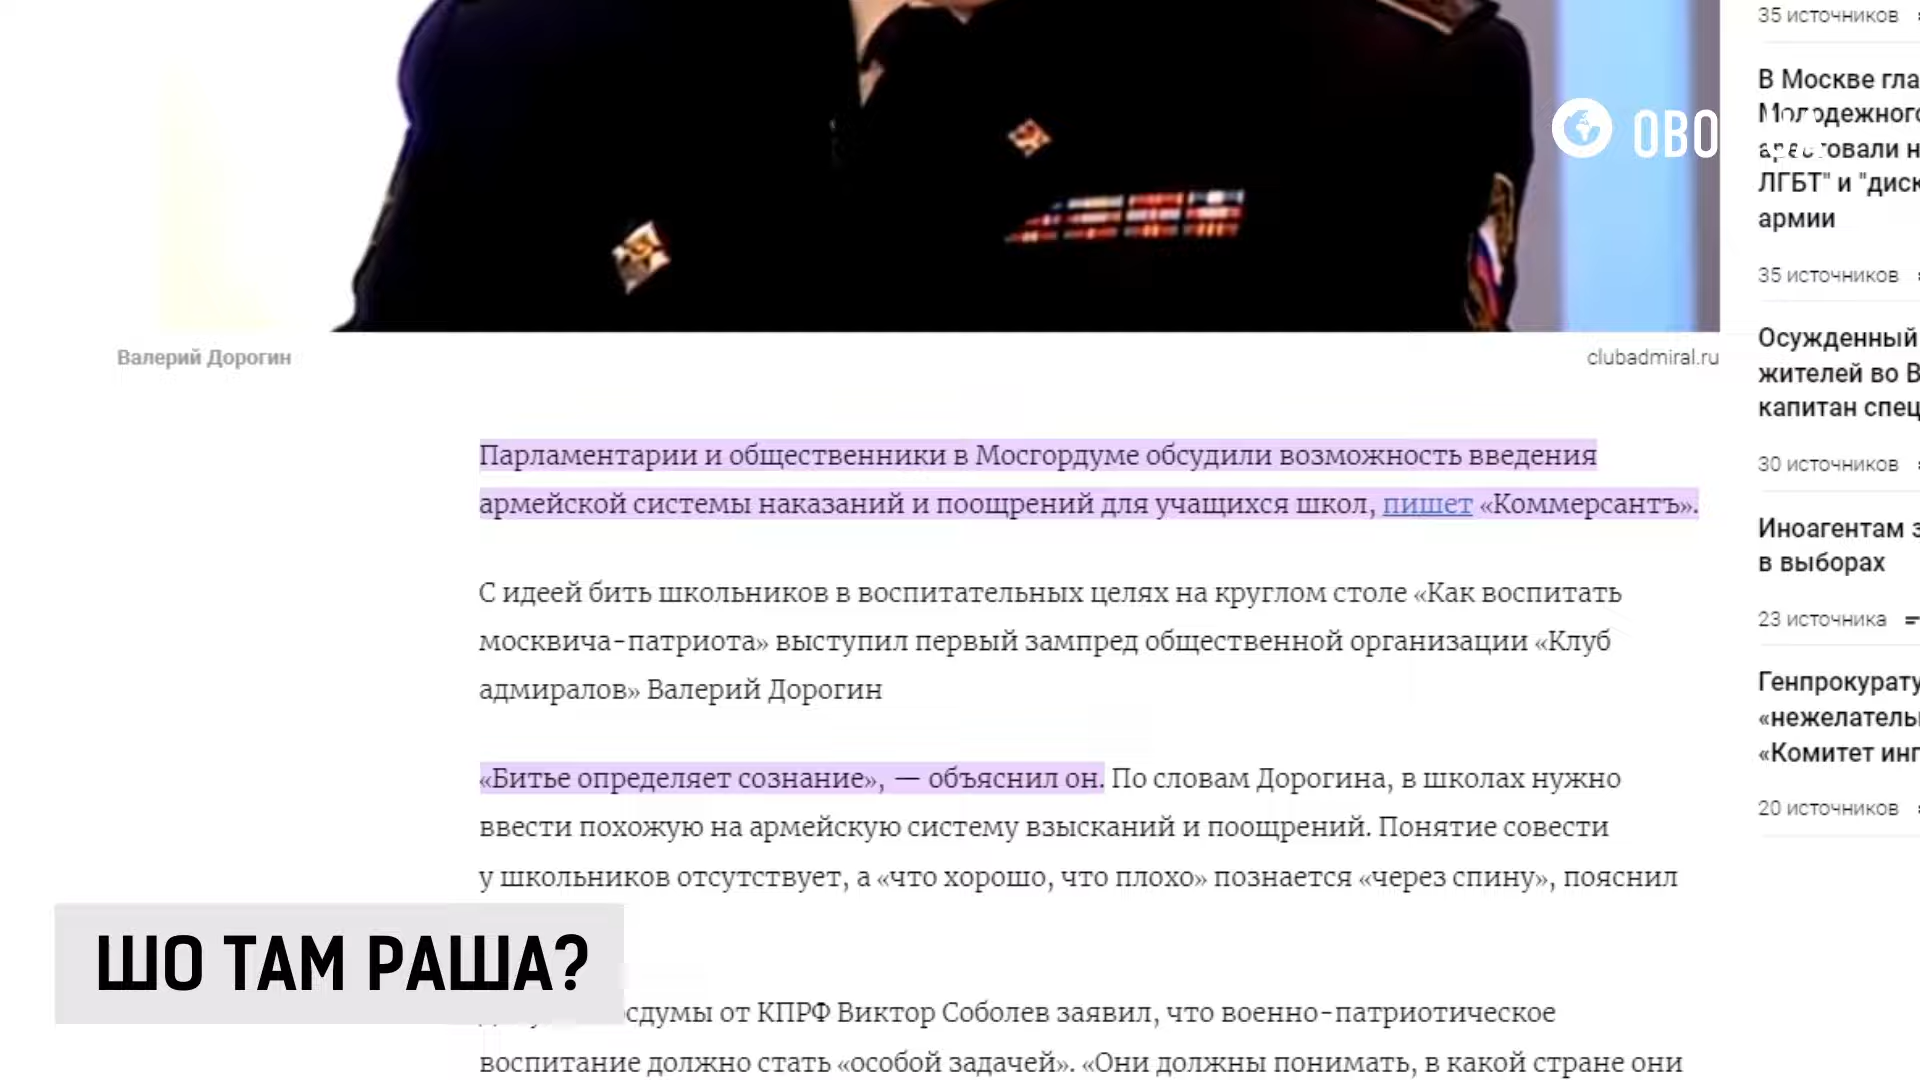 35 источников
В Москве гла
Молодежного
арестовали н
ЛГБТ" и "диск
армии
35 источников
OBO
Осужденный
жителей во В
капитан спец
30 источников
Иноагентам з
в выборах
23 источника
Генпрокурату
«нежелатель
«Комитет инг
20 источников
Валерий Дорогин
clubadmiral.ru
Парламентарии и общественники в Мосгордуме обсудили возможность введения
армейской системы наказаний и поощрений для учащихся школ, пишет «Коммерсантъ».
С идеей бить школьников в воспитательных целях на круглом столе «Как воспитать
москвича-патриота» выступил первый зампред общественной организации «Клуб
адмиралов» Валерий Дорогин
«Битье определяет сознание», — объяснил он. По словам Дорогина, в школах нужно
ввести похожую на армейскую систему взысканий и поощрений. Понятие совести
у школьников отсутствует, а «что хорошо, что плохо» познается «через спину», пояснил
сдумы от КПРФ Виктор Соболев заявил, что военно-патриотическое
воспитание должно стать «особой задачей». «Они должны понимать, в какой стране они
ШО ТАМ РАША?